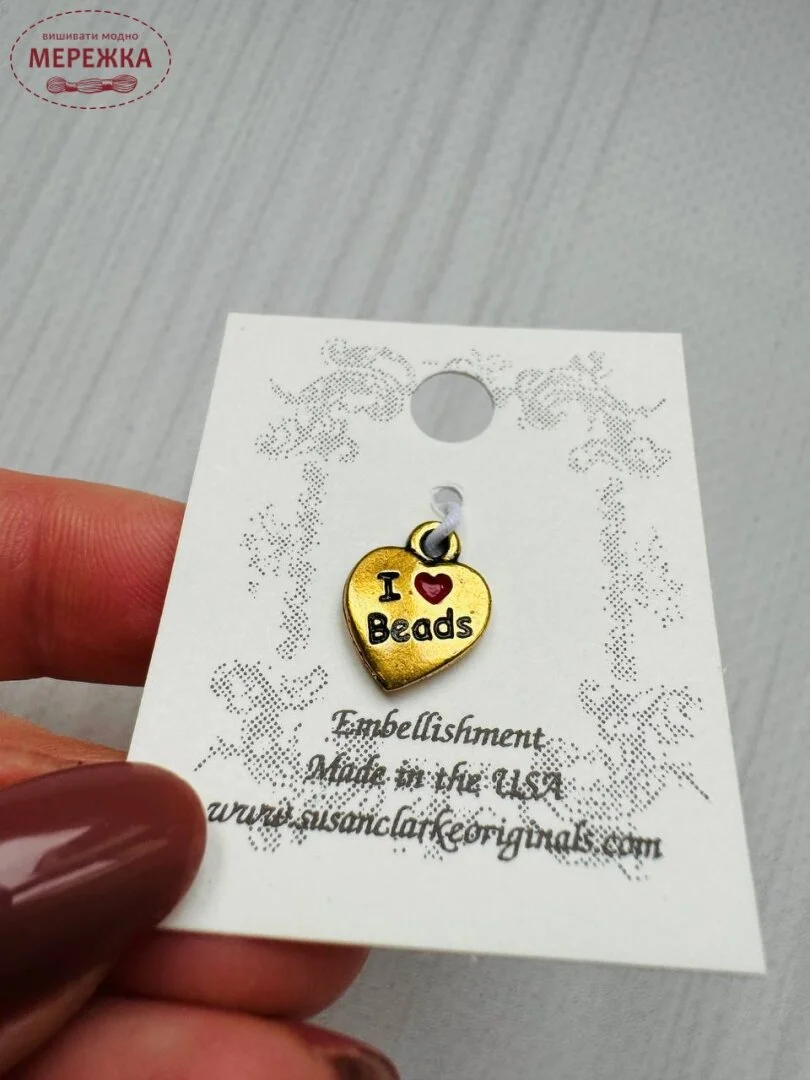 вишивати модно
МЕРЕЖКА
I ❤
Beads
Embellishment
Made in the USA
www.susanclarkeoriginals.com